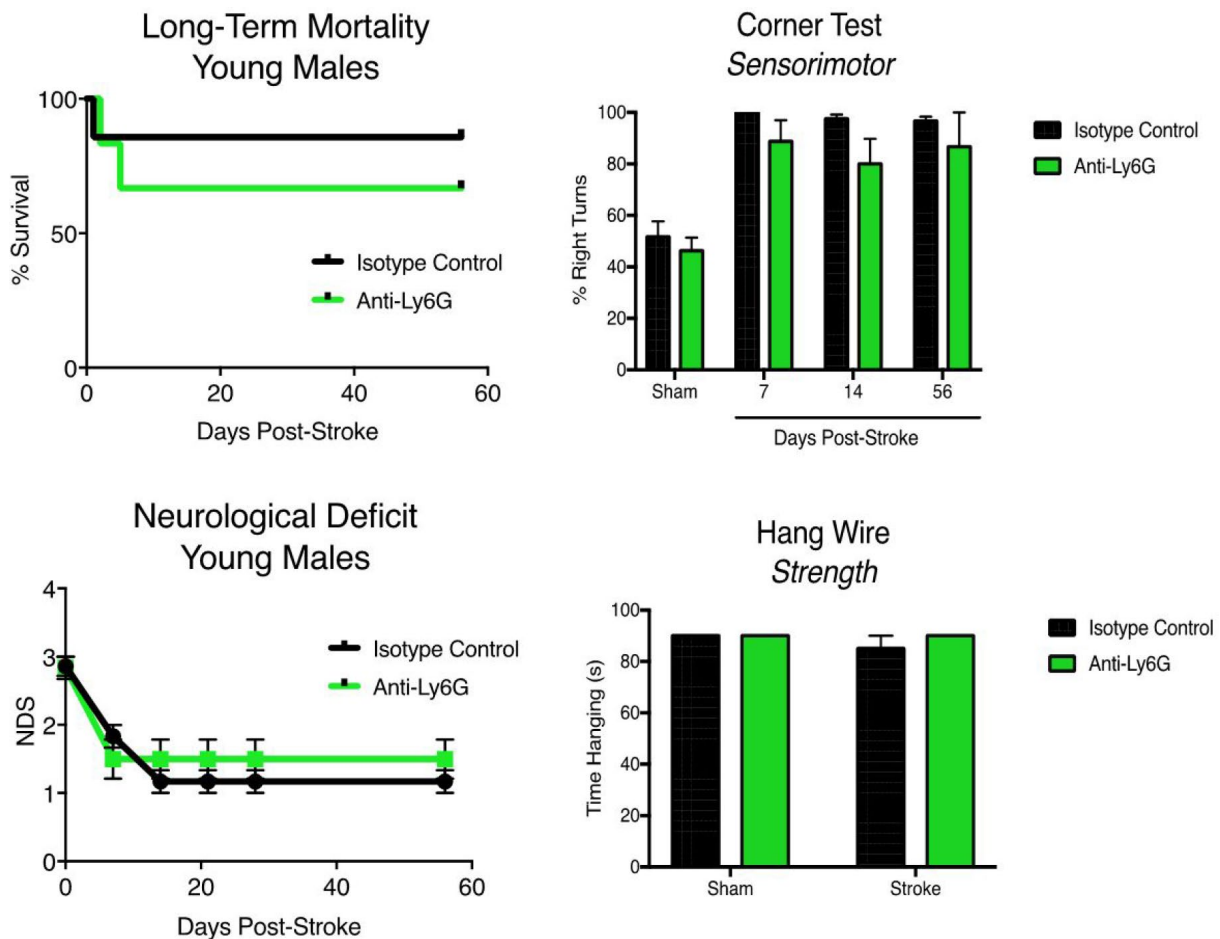 Long-Term Mortality
Young Males
100
50
0
% Survival
0 20 40 60
Days Post-Stroke
Isotype Control
Anti-Ly6G
Corner Test
Sensorimotor
100
80
60
40
20
0
% Right Turns
Sham 7 14 56
Days Post-Stroke
Isotype Control
Anti-Ly6G
Neurological Deficit
Young Males
4
3
2
1
0
NDS
0 20 40 60
Days Post-Stroke
Isotype Control
Anti-Ly6G
Hang Wire
Strength
100
80
60
40
20
0
Time Hanging (s)
Sham Stroke
Isotype Control
Anti-Ly6G